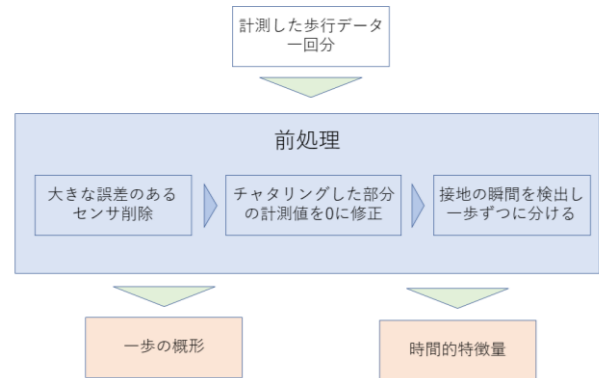 計測した歩行データ
一回分
前処理
大きな誤差のある
センサ削除
チャタリングした部分
の計測値を0に修正
接地の瞬間を検出し
一歩ずつに分ける
一歩の概形
時間的特徴量